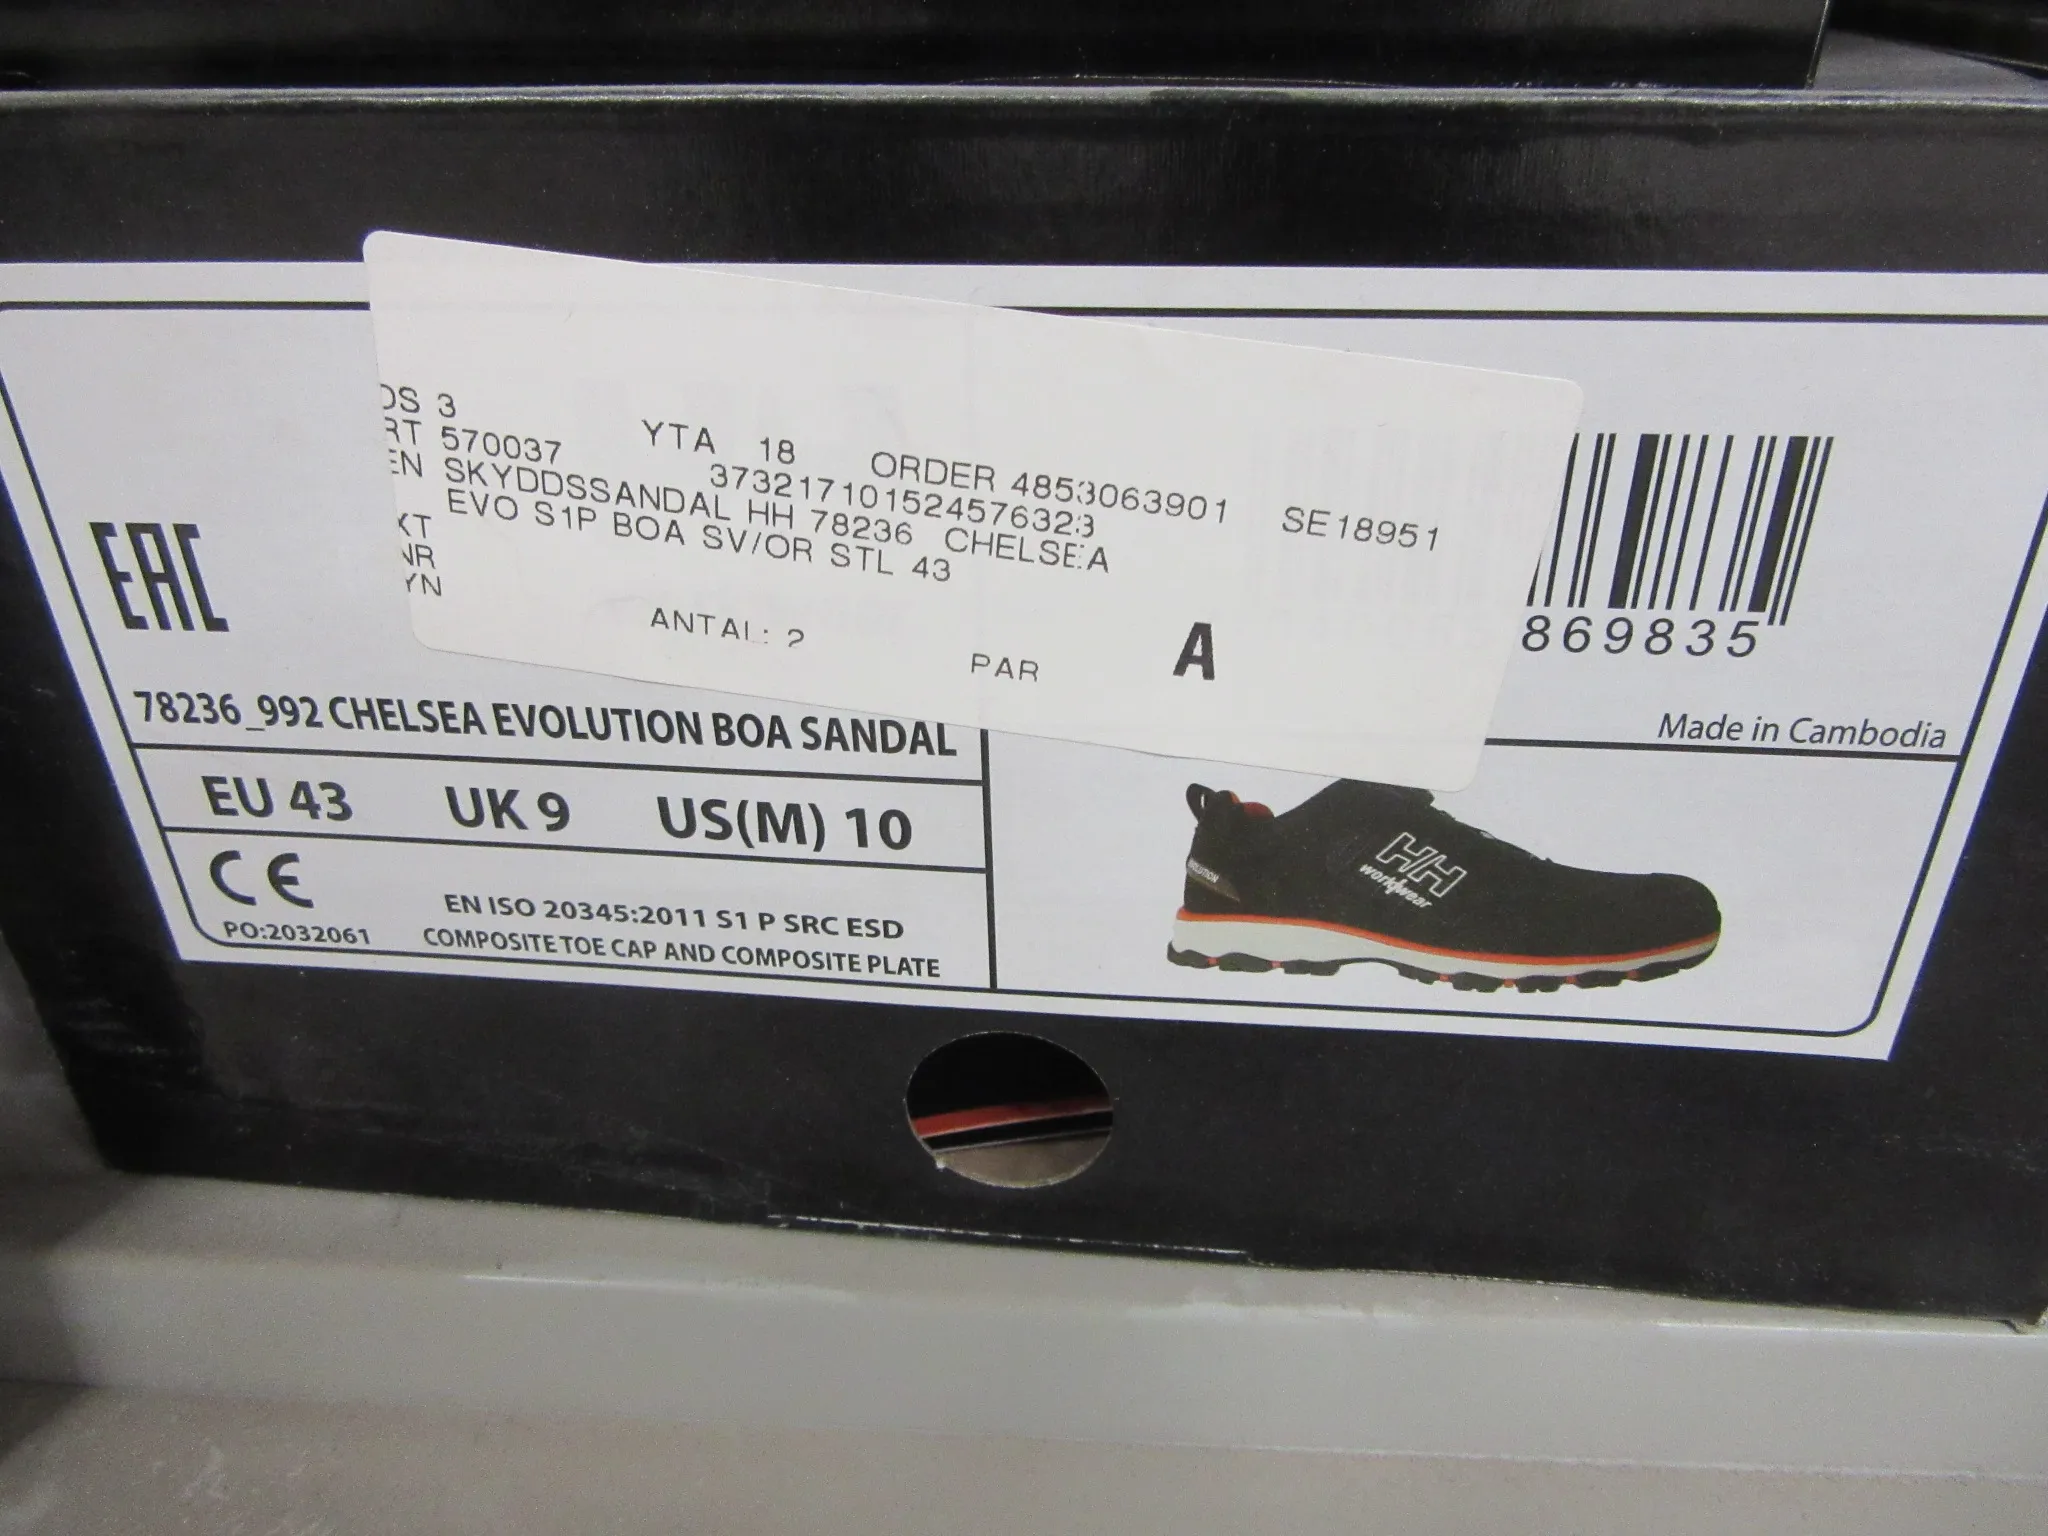 DS 3
RT 570037 YTA 18 ORDER 4853063901 SE18951
373217101524576323
EN SKYDDSSANDAL HH 78236 CHELSEA
EVO S1P BOA SV/OR STL 43
KT
NR
YN
ANTAL: 2
PAR
A
EAC
869835
78236_992 CHELSEA EVOLUTION BOA SANDAL
Made in Cambodia
EU 43 UK 9 US(M) 10
CE
EN ISO 20345:2011 S1 P SRC ESD
PO:2032061
COMPOSITE TOE CAP AND COMPOSITE PLATE
HH
workwear
EVOLUTION